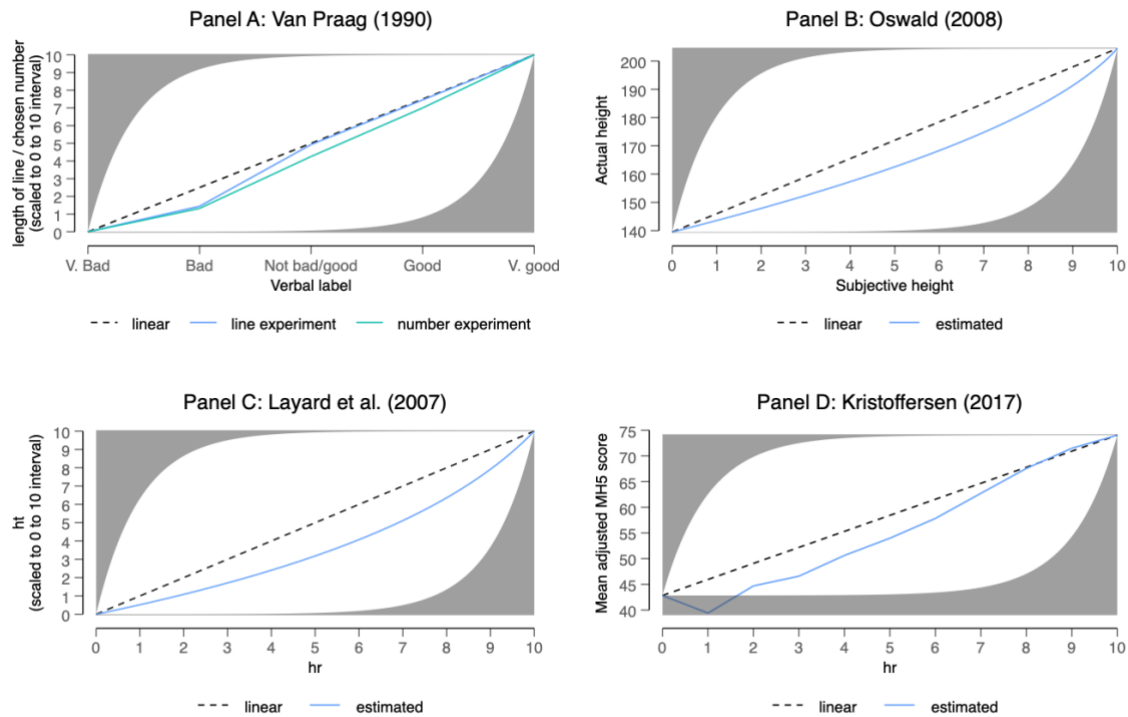 Panel A: Van Praag (1990)
length of line / chosen number
(scaled to 0 to 10 interval)
10
9
8
7
6
5
4
3
2
1
0
V. Bad Bad Not bad/good Good V. good
Verbal label
linear line experiment number experiment
Panel B: Oswald (2008)
Actual height
200
190
180
170
160
150
140
0 1 2 3 4 5 6 7 8 9 10
Subjective height
linear estimated
Panel C: Layard et al. (2007)
ht
(scaled to 0 to 10 interval)
10
9
8
7
6
5
4
3
2
1
0
0 1 2 3 4 5 6 7 8 9 10
hr
linear estimated
Panel D: Kristoffersen (2017)
Mean adjusted MH5 score
75
70
65
60
55
50
45
40
0 1 2 3 4 5 6 7 8 9 10
hr
linear estimated